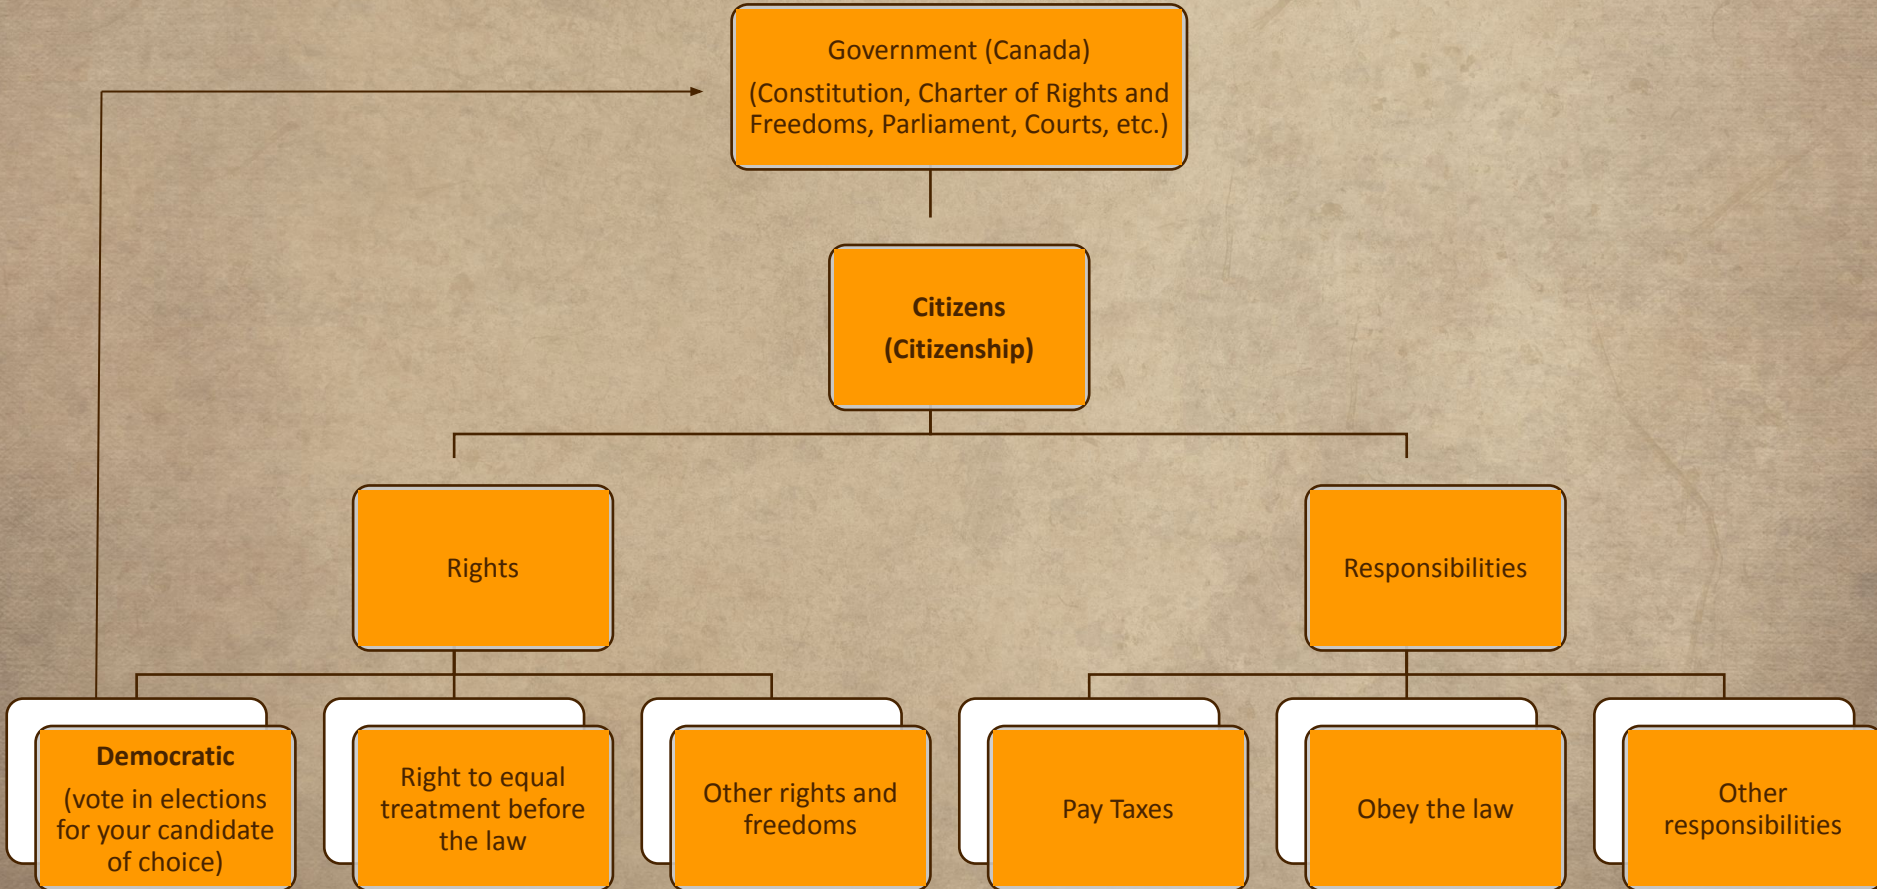 Government (Canada)
(Constitution, Charter of Rights and
Freedoms, Parliament, Courts, etc.)
Citizens
(Citizenship)
Rights
Responsibilities
Democratic
(vote in elections
for your candidate
of choice)
Right to equal
treatment before
the law
Other rights and
freedoms
Pay Taxes
Obey the law
Other
responsibilities